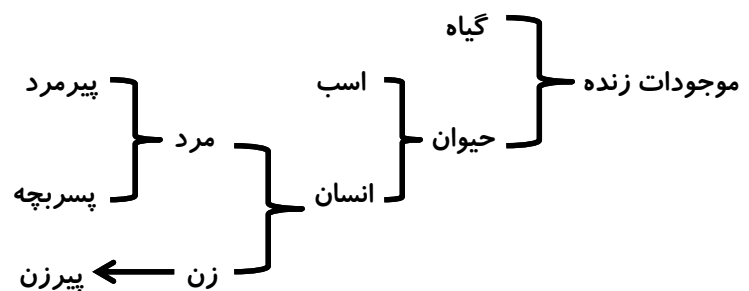 موجودات زنده
گیاه
حیوان
اسب
انسان
مرد
زن
پیرمرد
پسربچه
پیرزن